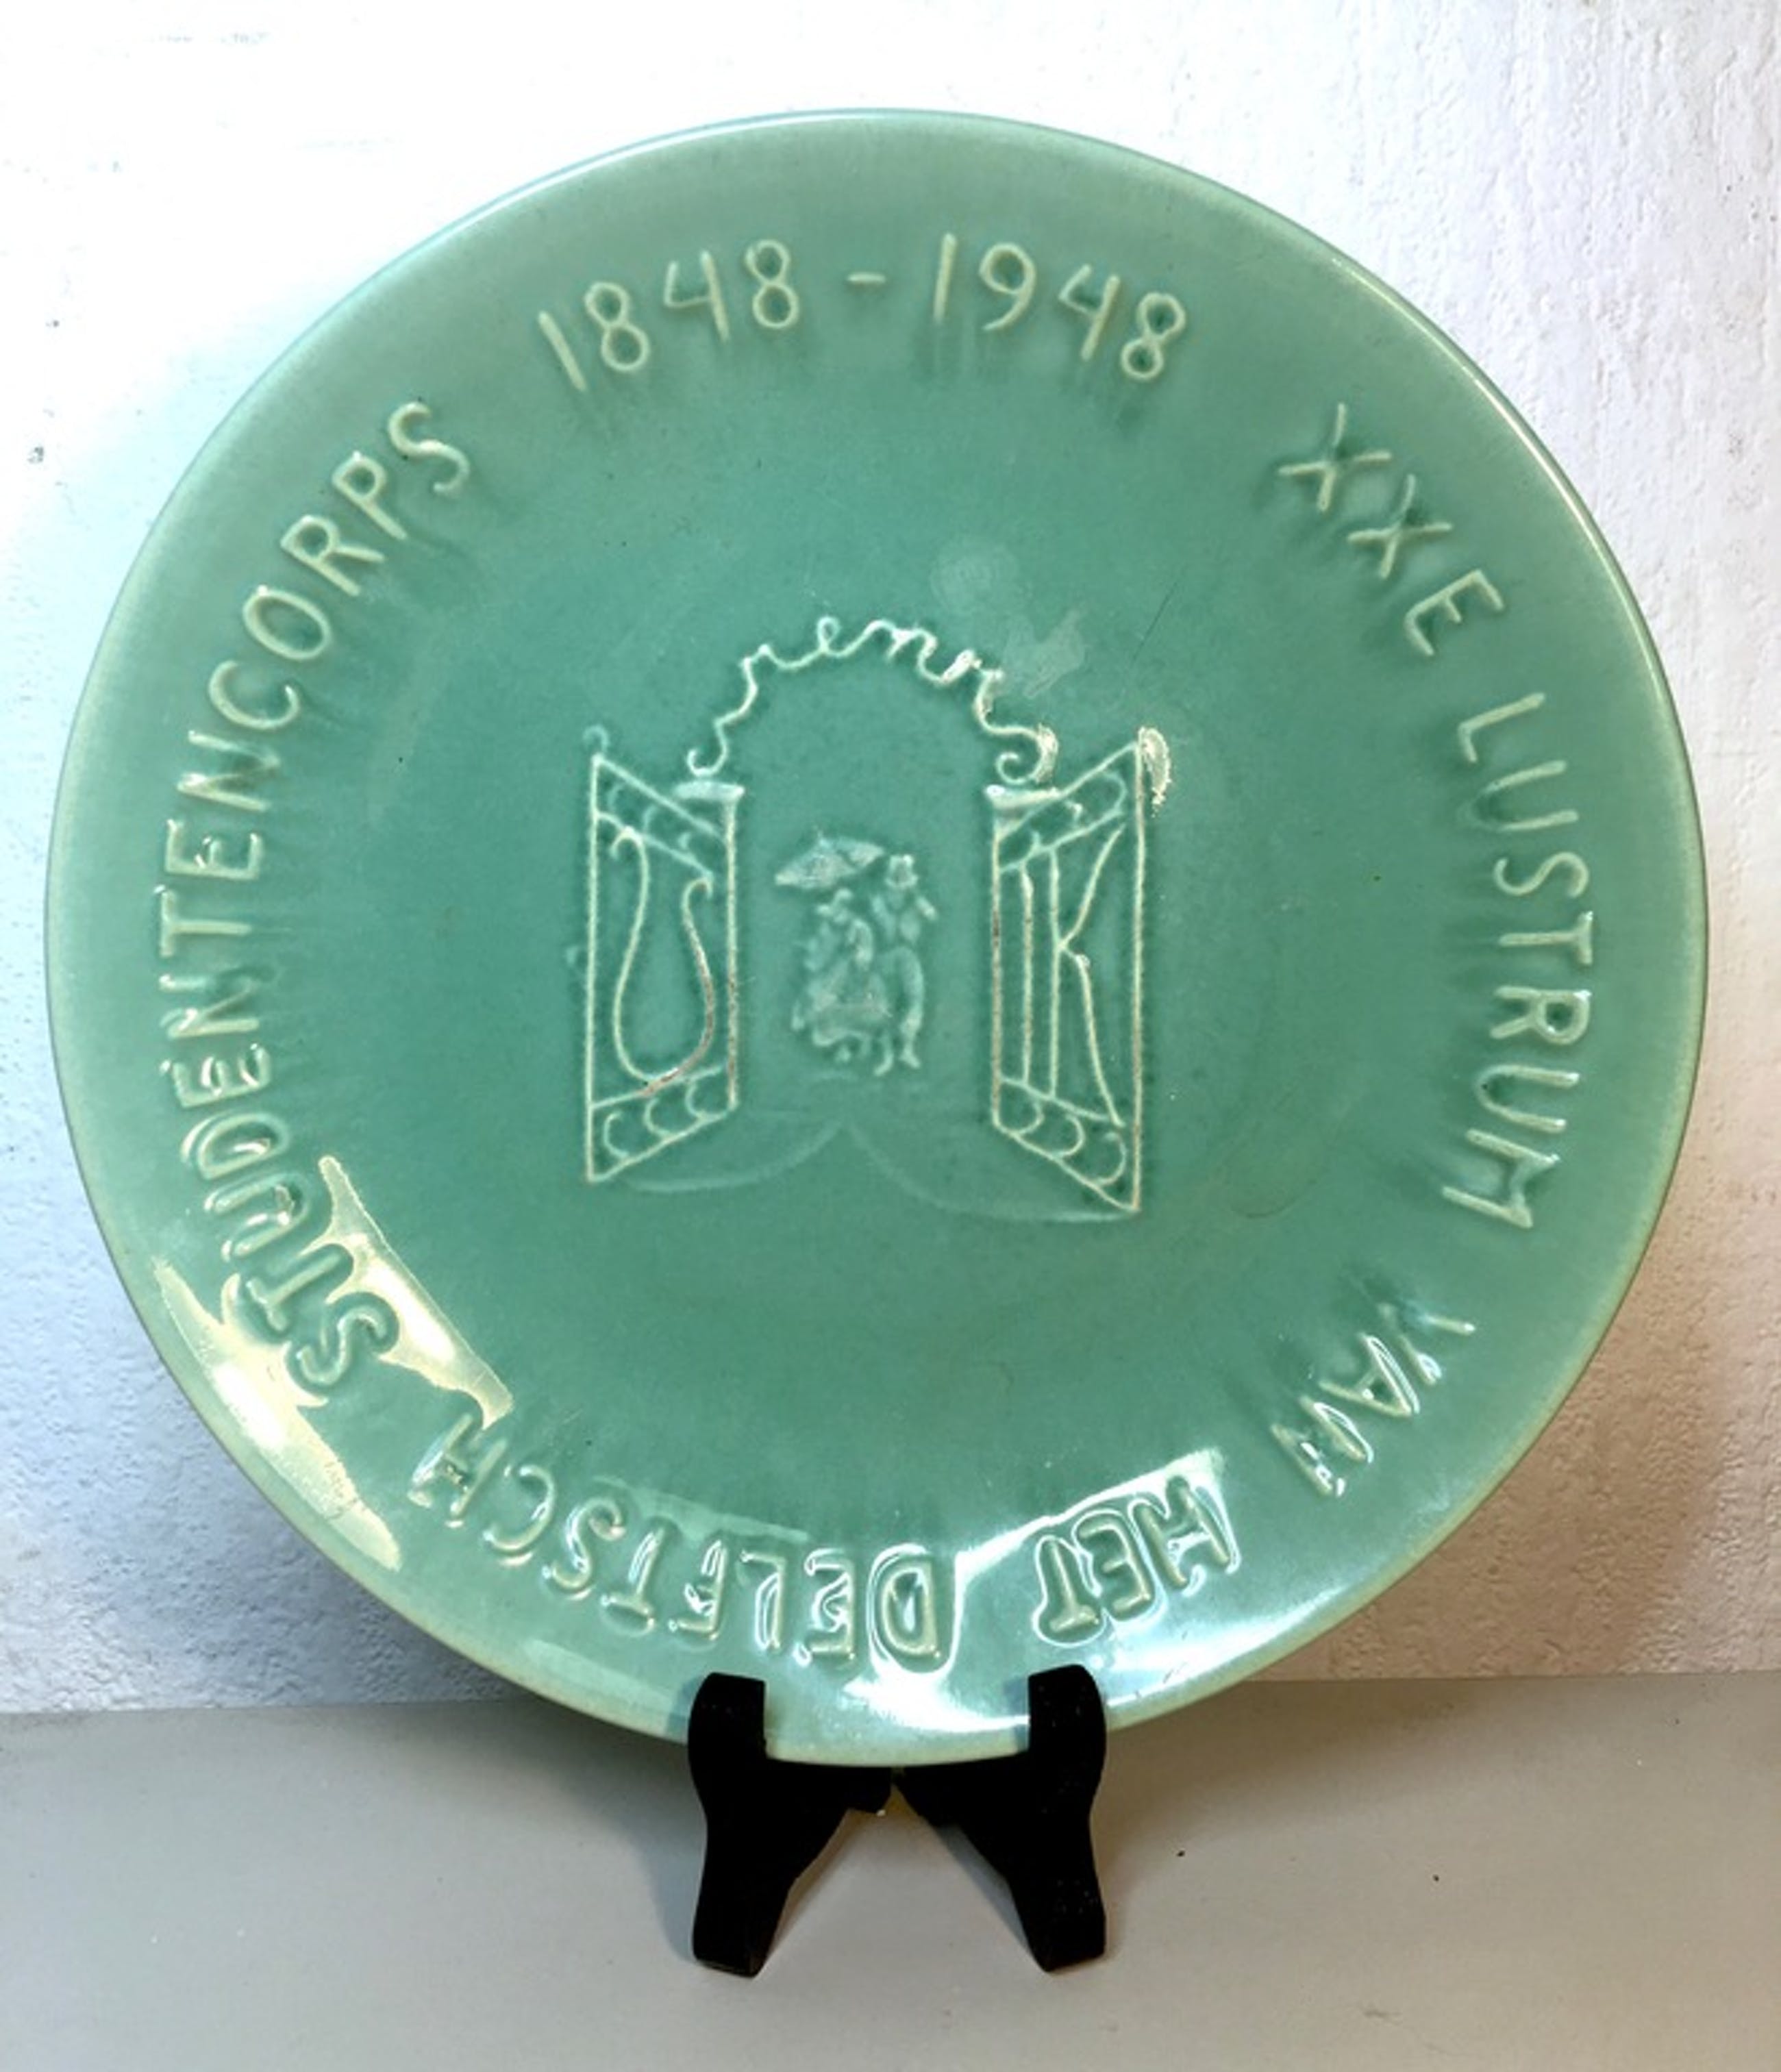 1848 - 1948
XXE LUSTRUM VAN HET DELFTSCH STUDENTENCORPS
K